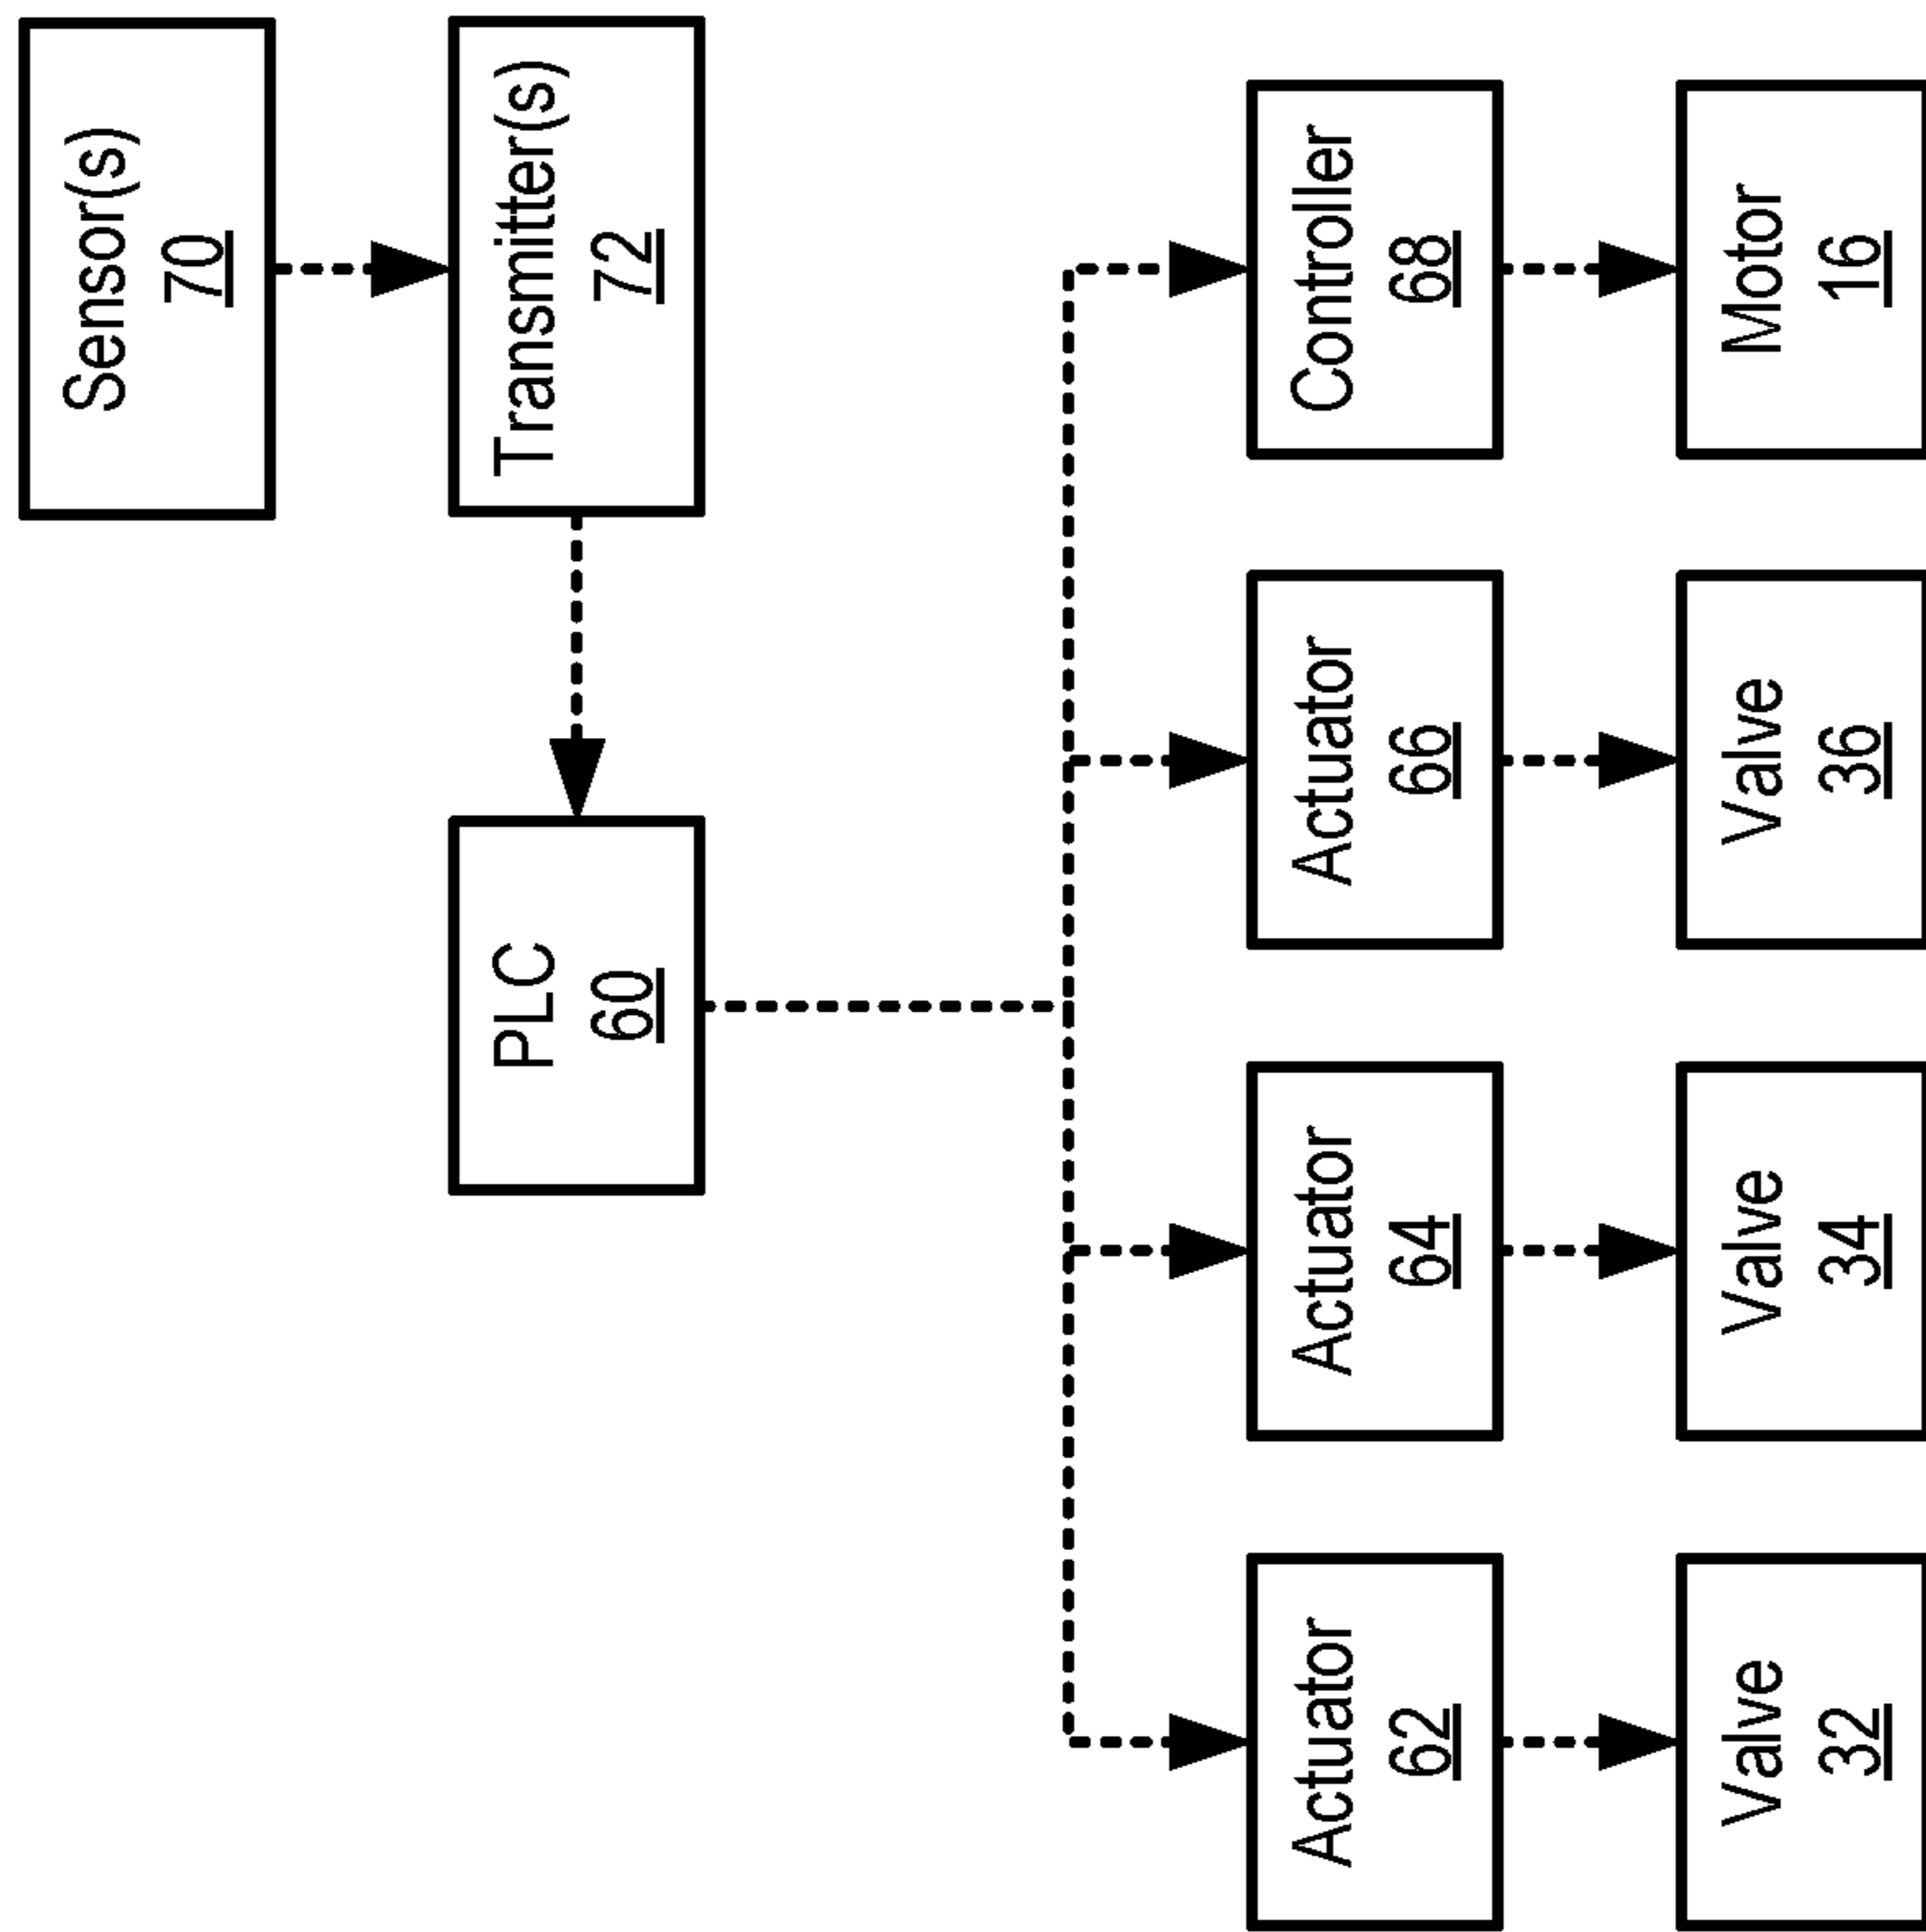 Sensor(s)
70
Transmitter(s)
72
PLC
60
Controller
68
Motor
16
Actuator
66
Valve
36
Actuator
64
Valve
34
Actuator
62
Valve
32